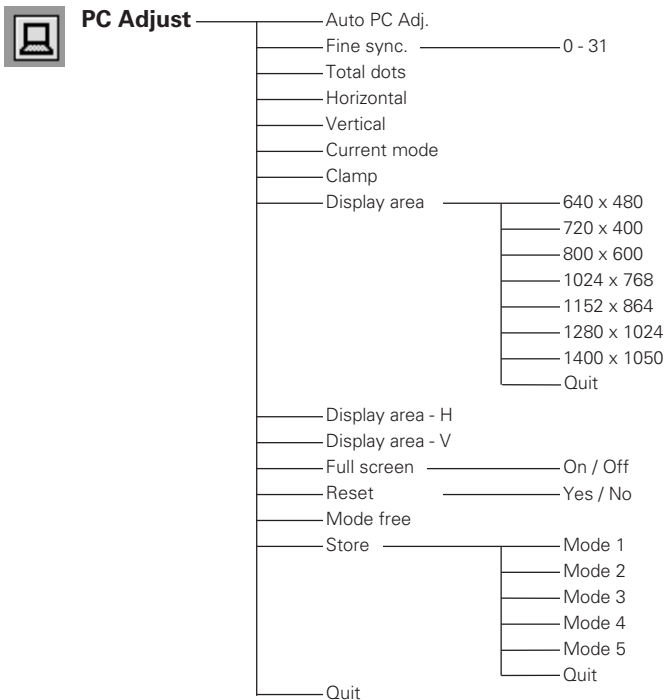 PC Adjust
Auto PC Adj.
Fine sync. 0 - 31
Total dots
Horizontal
Vertical
Current mode
Clamp
Display area 640 x 480
720 x 400
800 x 600
1024 x 768
1152 x 864
1280 x 1024
1400 x 1050
Quit
Display area - H
Display area - V
Full screen On / Off
Reset Yes / No
Mode free
Store Mode 1
Mode 2
Mode 3
Mode 4
Mode 5
Quit
Quit